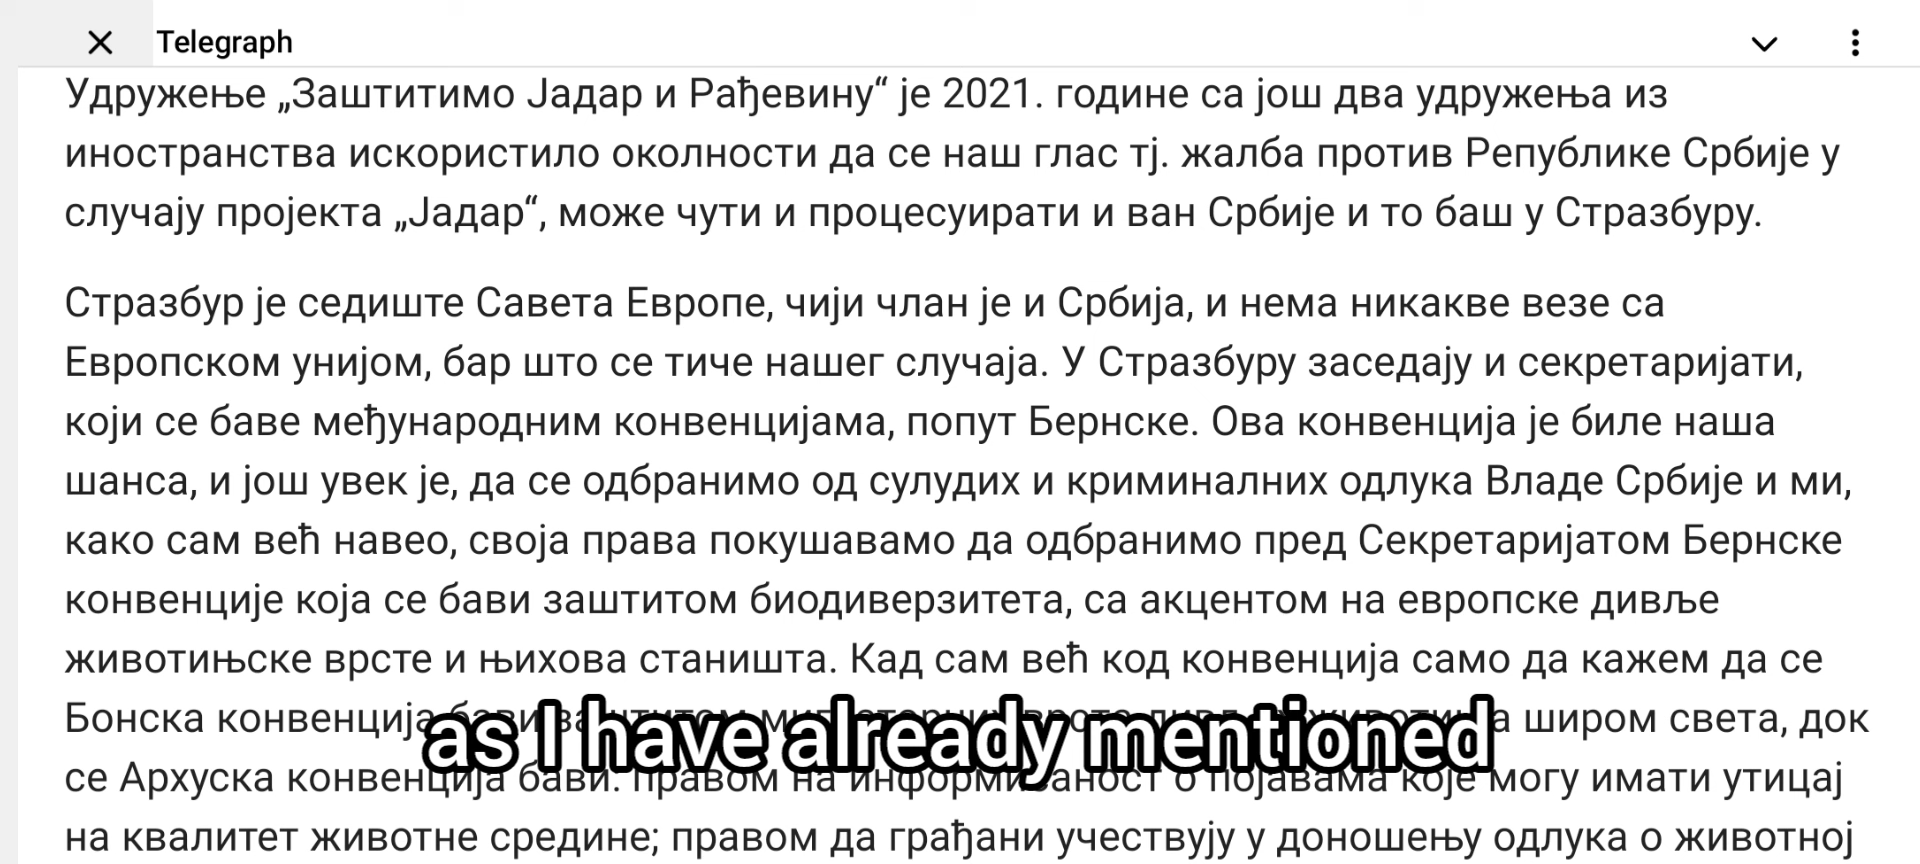 Telegraph
Удружење „Заштитимо Јадар и Рађевину“ је 2021. године са још два удружења из
иностранства искористило околности да се наш глас тј. жалба против Републике Србије у
случају пројекта „Јадар“, може чути и процесуирати и ван Србије и то баш у Стразбуру.
Стразбур је седиште Савета Европе, чији члан је и Србија, и нема никакве везе са
Европском унијом, бар што се тиче нашег случаја. У Стразбуру заседају и секретаријати,
који се баве међународним конвенцијама, попут Бернске. Ова конвенција је биле наша
шанса, и још увек је, да се одбранимо од сулудих и криминалних одлука Владе Србије и ми,
како сам већ навео, своја права покушавамо да одбранимо пред Секретаријатом Бернске
конвенције која се бави заштитом биодиверзитета, са акцентом на европске дивље
животињске врсте и њихова станишта. Кад сам већ код конвенција само да кажем да се
Бонска конвенција бави широм света, док
as I have already mentioned
се Архуска конвенција бави: правом на информисаност о појавама које могу имати утицај
на квалитет животне средине; правом да грађани учествују у доношењу одлука о животној